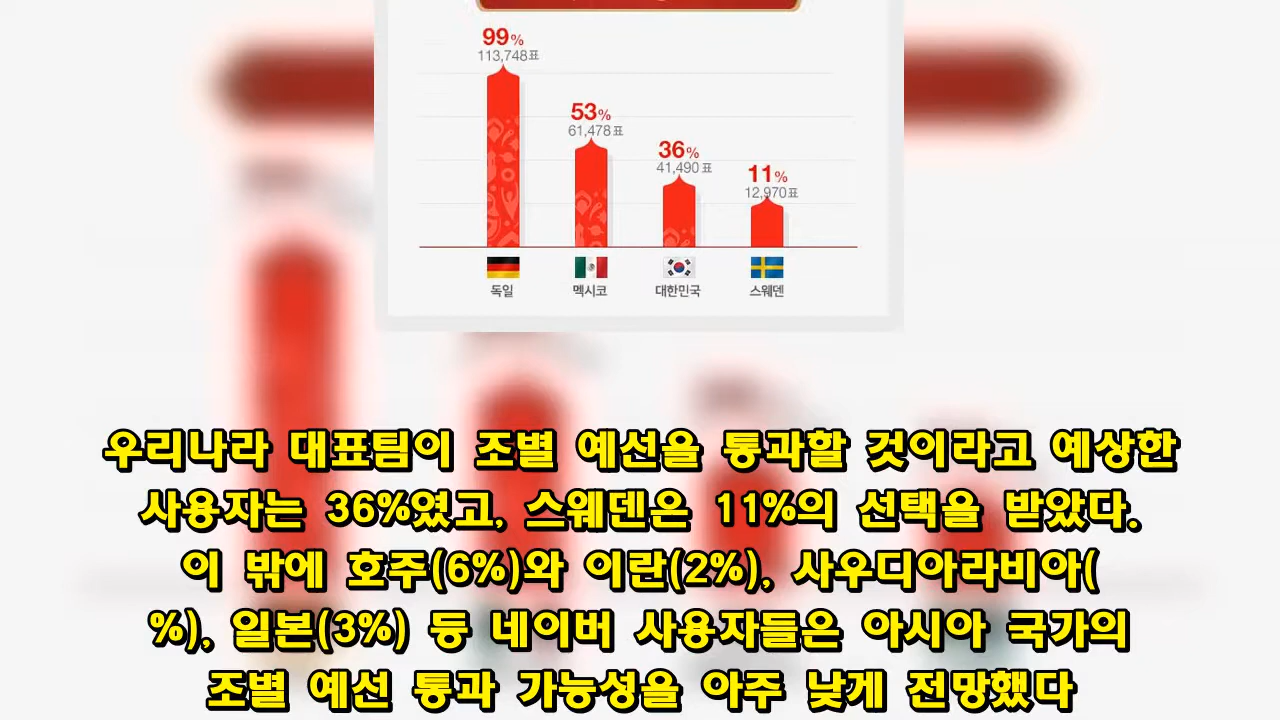 99%
113,748표
53%
61,478표
36%
41,490표
11%
12,970표
독일 멕시코 대한민국 스웨덴
우리나라 대표팀이 조별 예선을 통과할 것이라고 예상한
사용자는 36%였고, 스웨덴은 11%의 선택을 받았다.
이 밖에 호주(6%)와 이란(2%), 사우디아라비아(
%), 일본(3%) 등 네이버 사용자들은 아시아 국가의
조별 예선 통과 가능성을 아주 낮게 전망했다